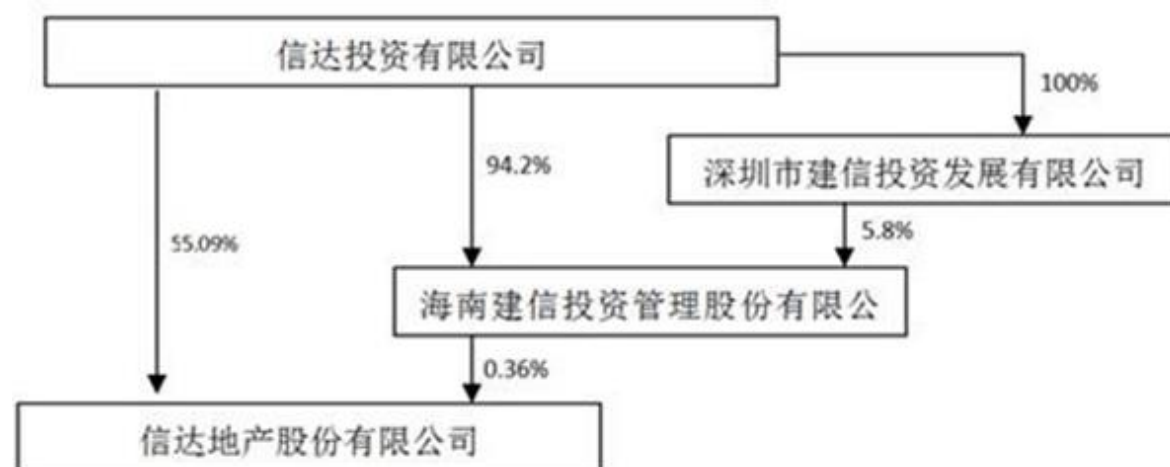 信达投资有限公司
100%
94.2%
深圳市建信投资发展有限公司
55.09%
5.8%
海南建信投资管理股份有限公
0.36%
信达地产股份有限公司